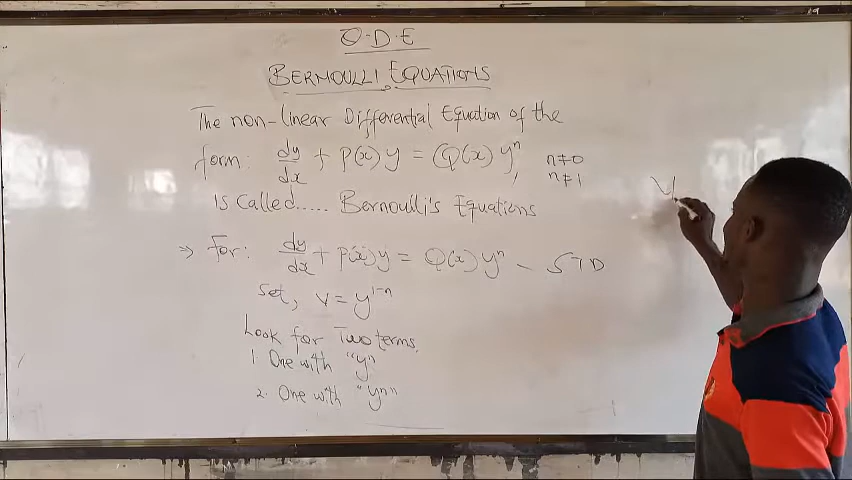 O.D.E
BERNOULLI EQUATIONS
The non-linear Differential Equation of the
form: dy/dx + P(x)y = Q(x)y^n, n≠0
n≠1
is called..... Bernoulli's Equations
⇒ For: dy/dx + P(x)y = Q(x)y^n - STD
Set, v = y^1-n
Look for Two terms.
1. One with "y"
2. One with "y^n"
y